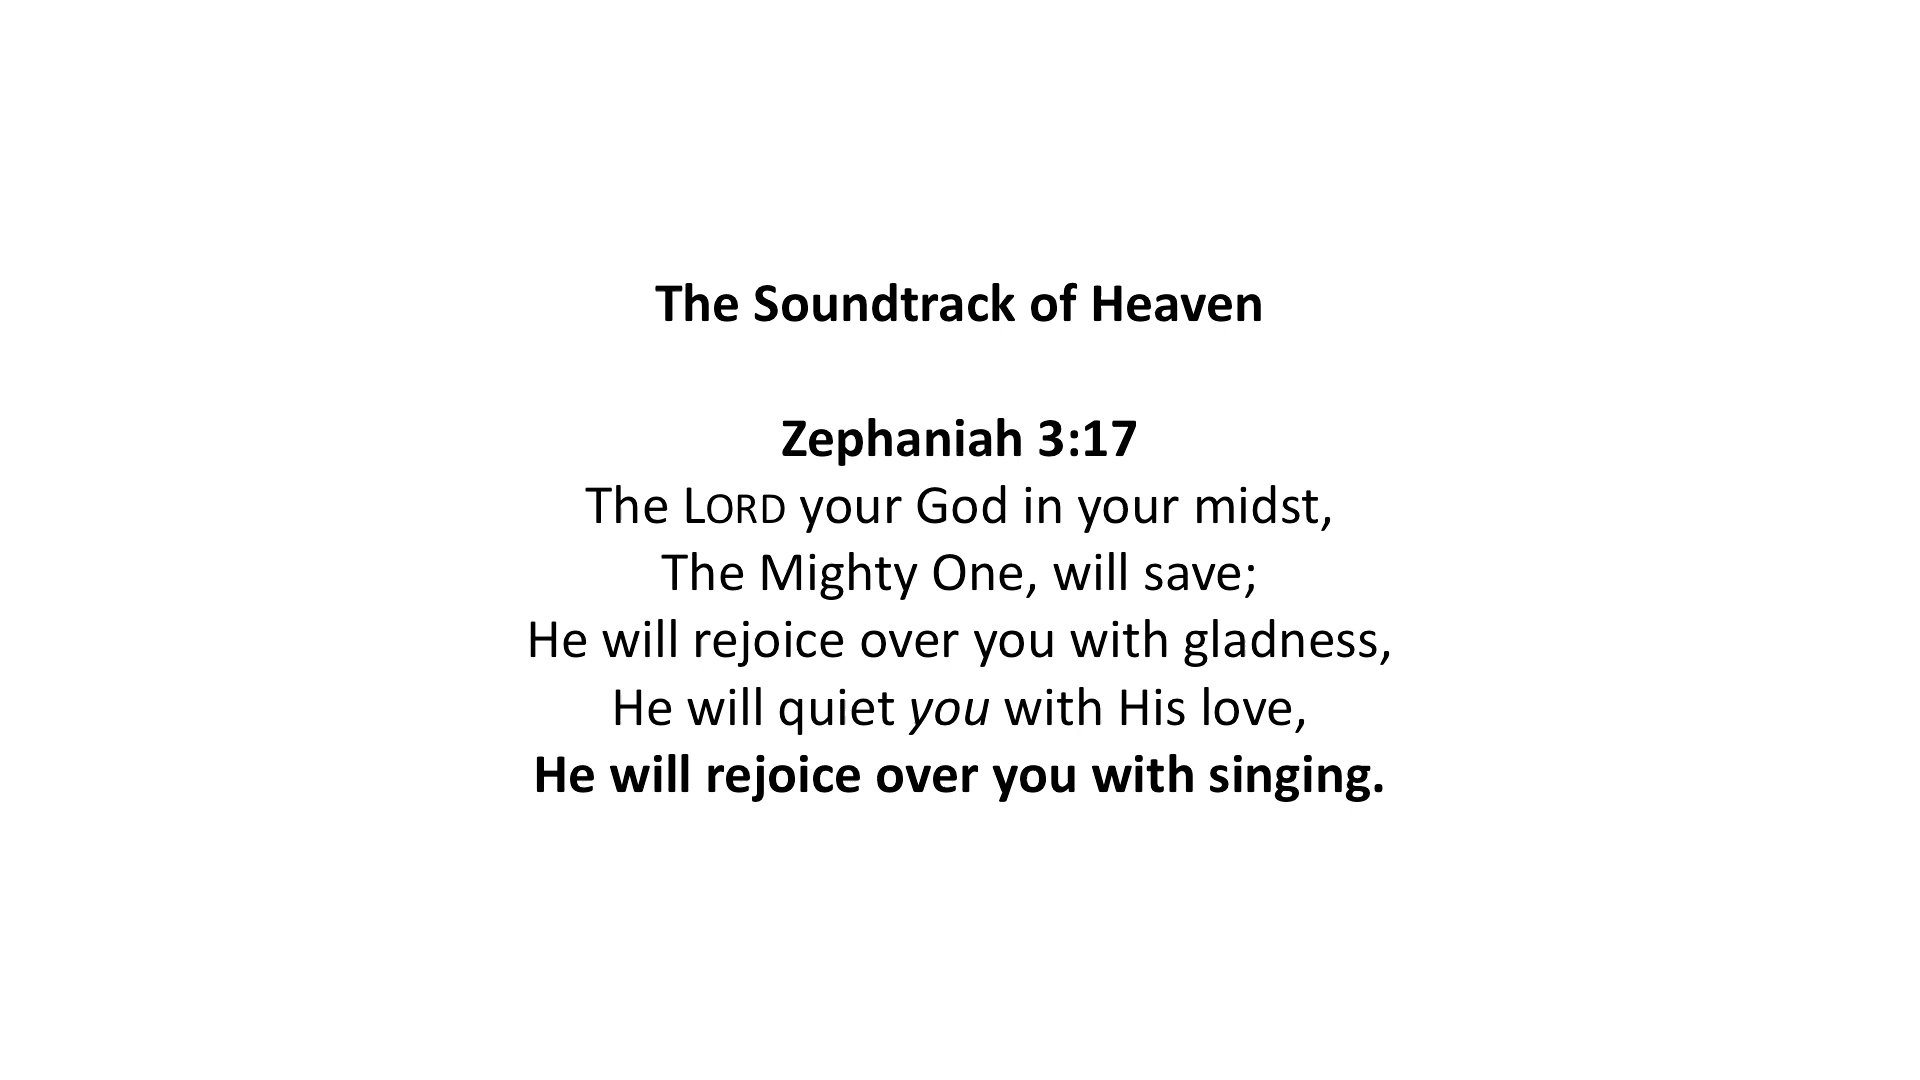 The Soundtrack of Heaven
Zephaniah 3:17
The LORD your God in your midst,
The Mighty One, will save;
He will rejoice over you with gladness,
He will quiet you with His love,
He will rejoice over you with singing.